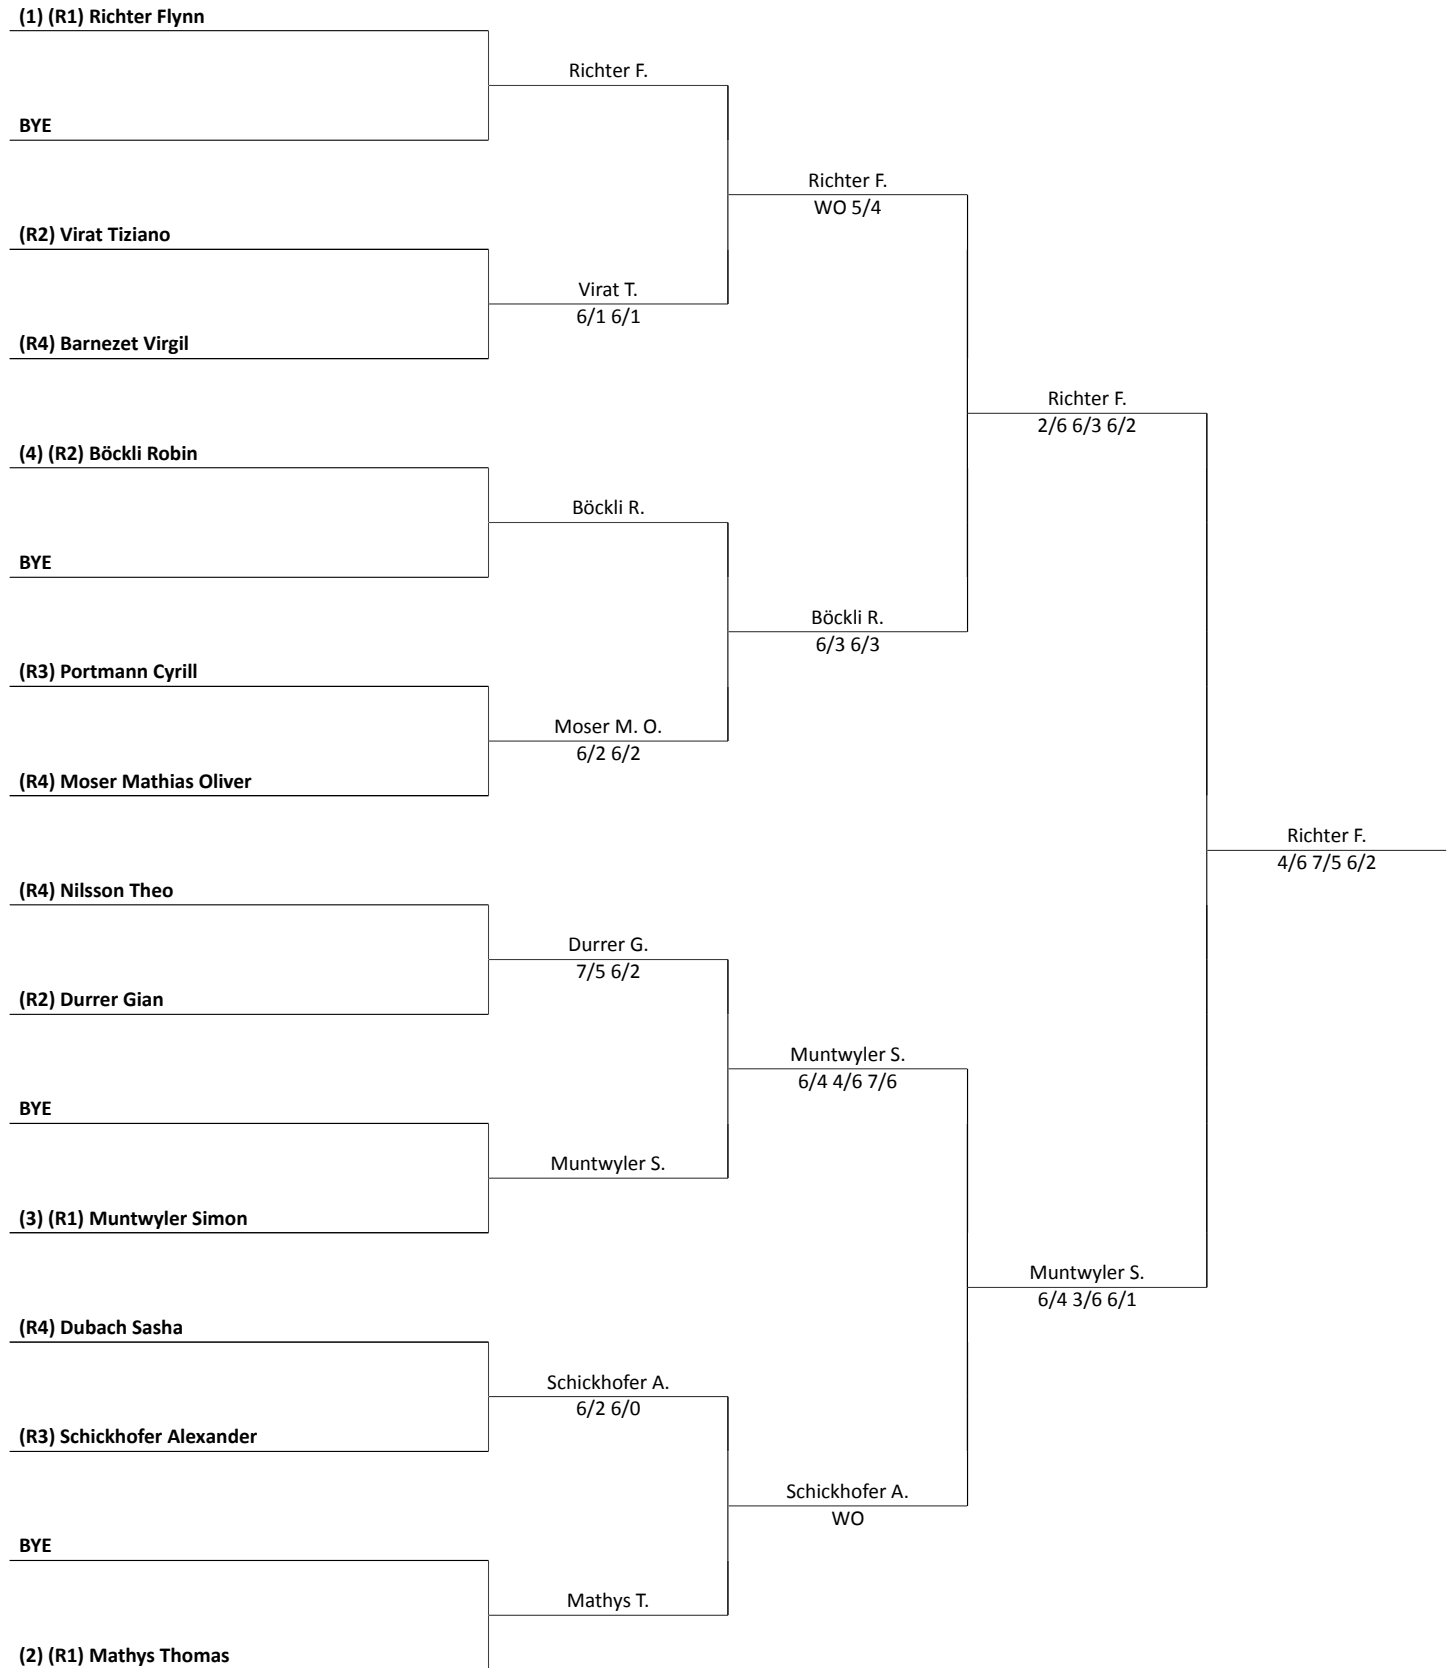 (1) (R1) Richter Flynn
Richter F.
BYE
Richter F.
WO 5/4
(R2) Virat Tiziano
Virat T.
6/1 6/1
(R4) Barnezet Virgil
Richter F.
2/6 6/3 6/2
(4) (R2) Böckli Robin
Böckli R.
BYE
Böckli R.
6/3 6/3
(R3) Portmann Cyrill
Moser M. O.
6/2 6/2
(R4) Moser Mathias Oliver
Richter F.
4/6 7/5 6/2
(R4) Nilsson Theo
Durrer G.
7/5 6/2
(R2) Durrer Gian
Muntwyler S.
6/4 4/6 7/6
BYE
Muntwyler S.
(3) (R1) Muntwyler Simon
Muntwyler S.
6/4 3/6 6/1
(R4) Dubach Sasha
Schickhofer A.
6/2 6/0
(R3) Schickhofer Alexander
Schickhofer A.
WO
BYE
Mathys T.
(2) (R1) Mathys Thomas